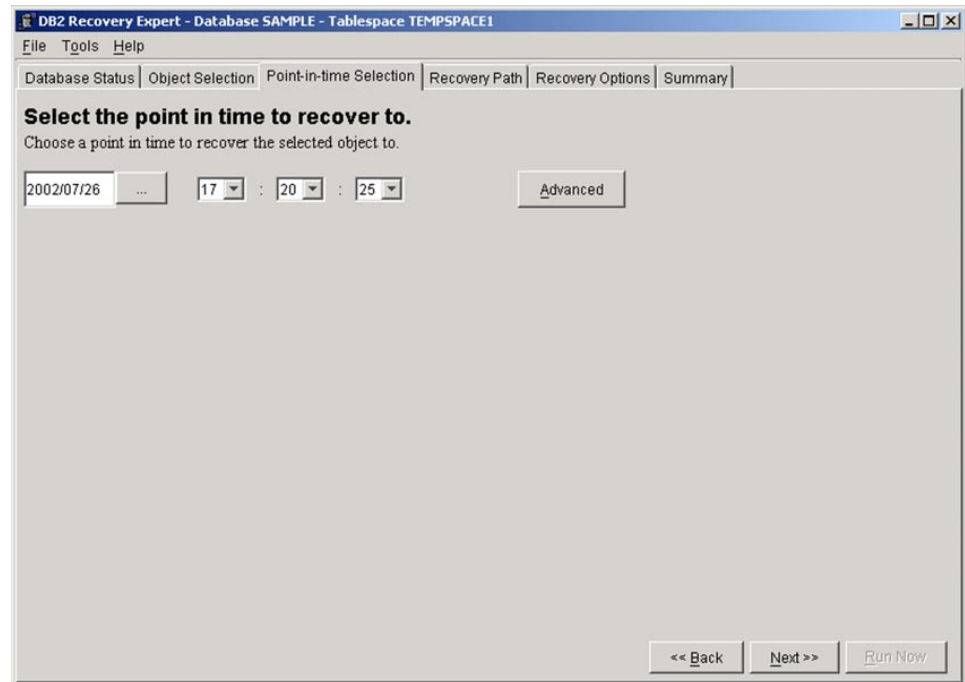 DB2 Recovery Expert - Database SAMPLE - Tablespace TEMPSPACE1
File Tools Help
Database Status Object Selection Point-in-time Selection Recovery Path Recovery Options Summary
Select the point in time to recover to.
Choose a point in time to recover the selected object to.
2002/07/26 ... 17 : 20 : 25 Advanced
<< Back Next >> Run Now